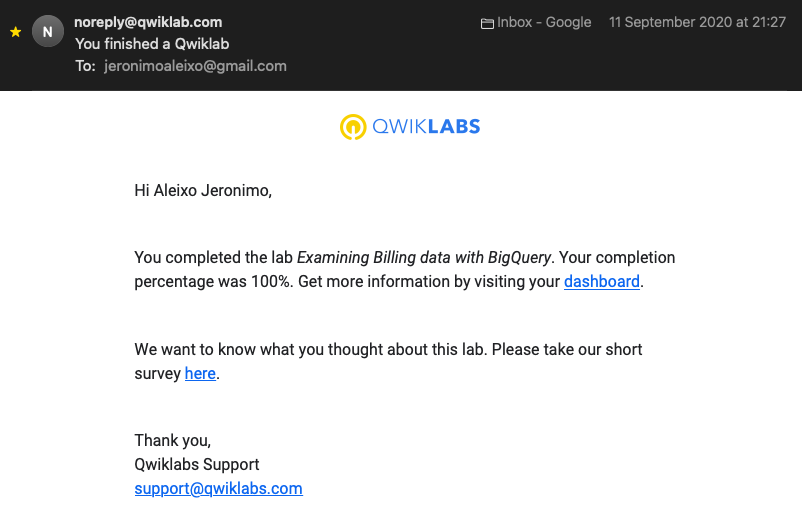 noreply@qwiklab.com
Inbox - Google 11 September 2020 at 21:27
N
You finished a Qwiklab
To: jeronimoaleixo@gmail.com
QWIKLABS
Hi Aleixo Jeronimo,
You completed the lab Examining Billing data with BigQuery. Your completion
percentage was 100%. Get more information by visiting your dashboard.
We want to know what you thought about this lab. Please take our short
survey here.
Thank you,
Qwiklabs Support
support@qwiklabs.com